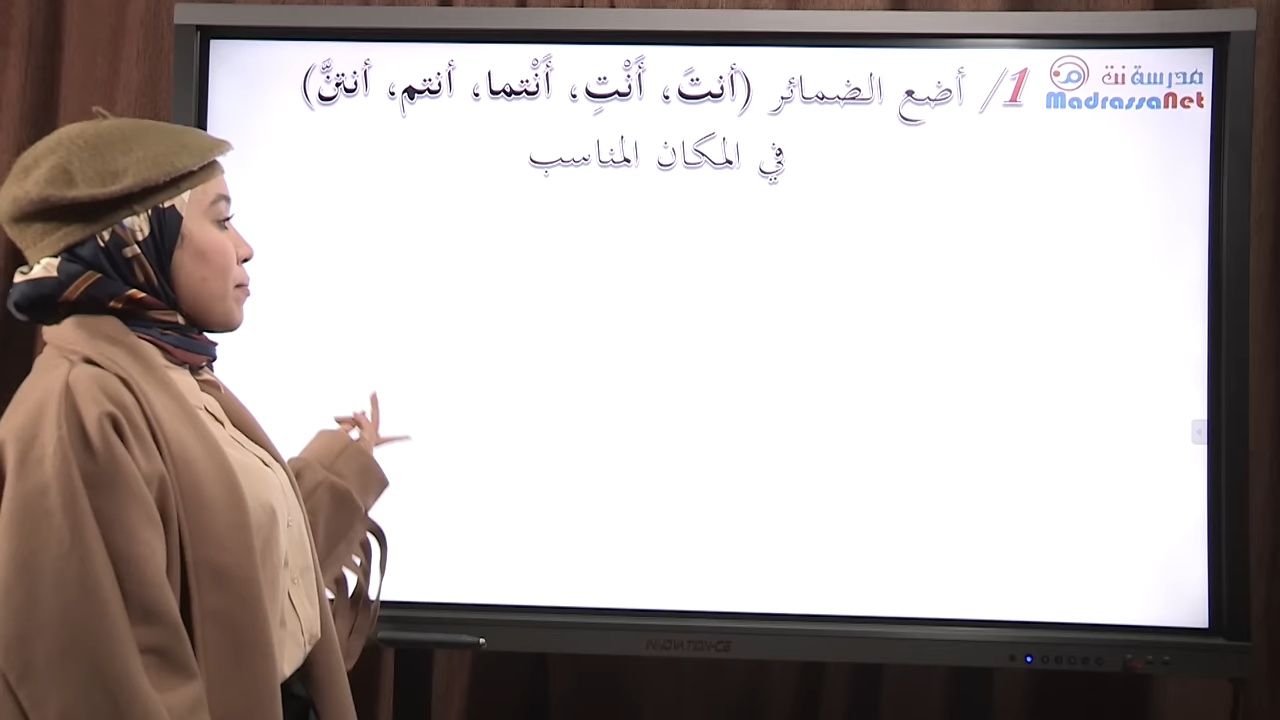 1/ أضع الضمائر (أنتَ، أَنْتِ، أَنْتما، أنتم، أنتنَّ)
في المكان المناسب
مدرسة نت
MadrassaNet